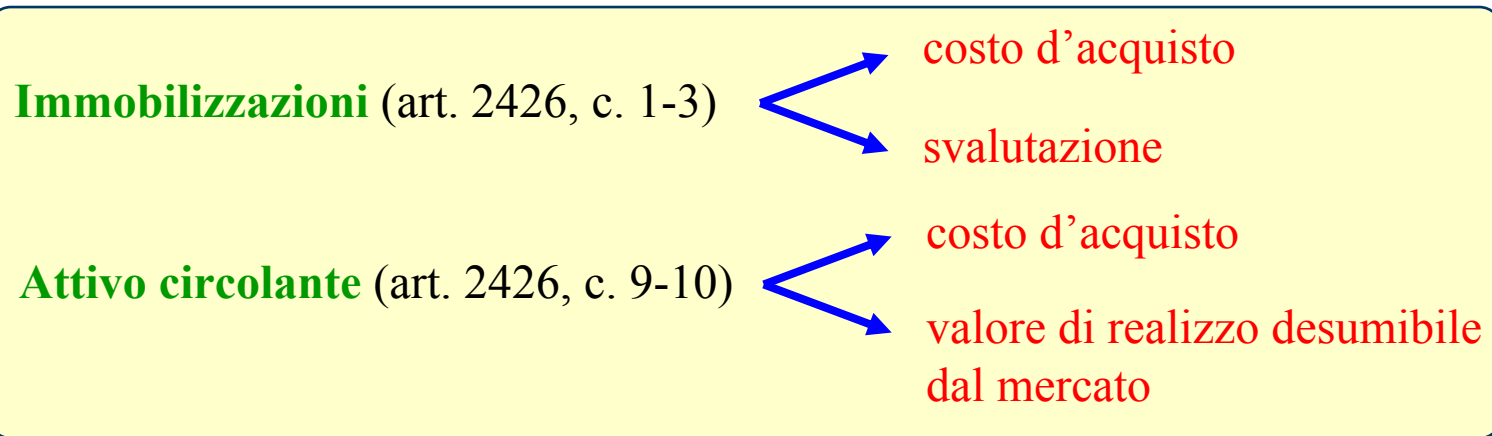 costo d’acquisto
Immobilizzazioni (art. 2426, c. 1-3)
svalutazione
costo d’acquisto
Attivo circolante (art. 2426, c. 9-10)
valore di realizzo desumibile
dal mercato